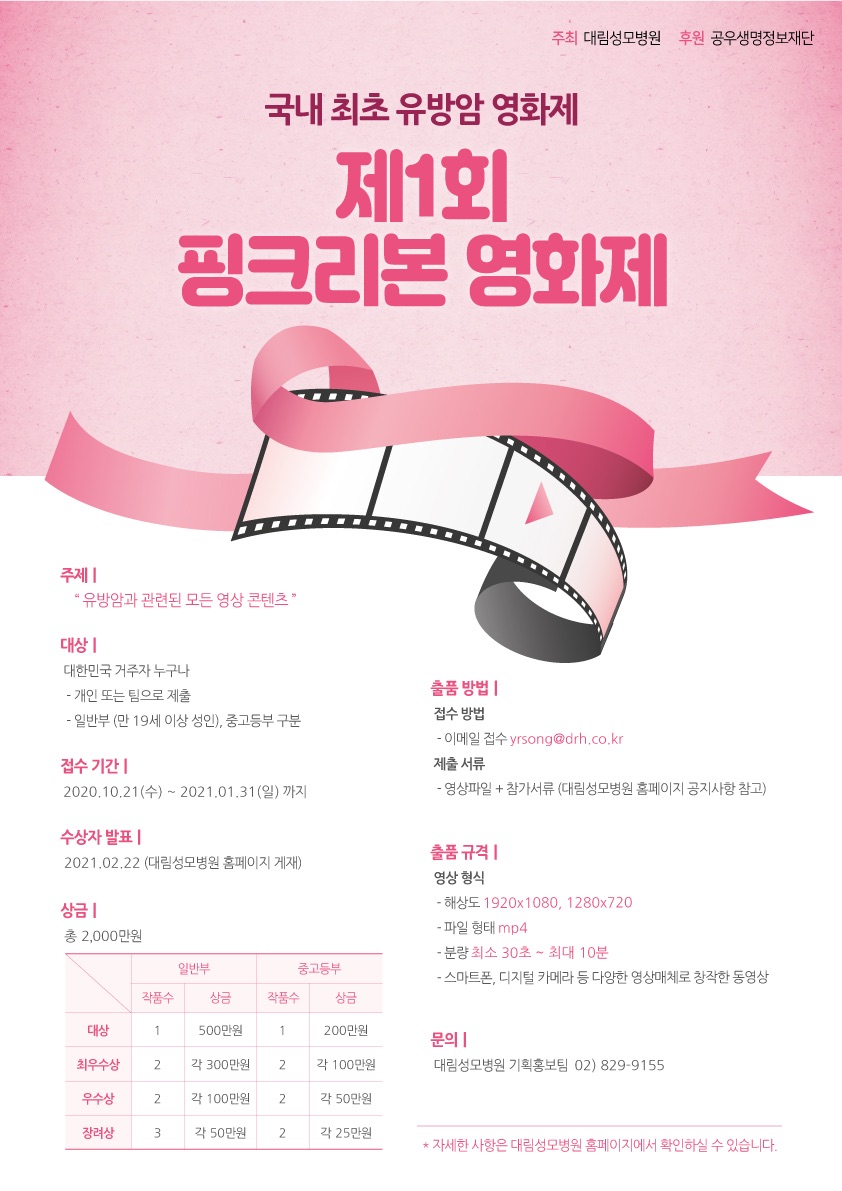 주최 대림성모병원 후원 공우생명정보재단
국내 최초 유방암 영화제
제1회
핑크리본 영화제
주제 |
“ 유방암과 관련된 모든 영상 콘텐츠 ”
대상 |
대한민국 거주자 누구나
- 개인 또는 팀으로 제출
- 일반부 (만 19세 이상 성인), 중고등부 구분
접수 기간 |
2020.10.21(수) ~ 2021.01.31(일) 까지
수상자 발표 |
2021.02.22 (대림성모병원 홈페이지 게재)
상금 |
총 2,000만원
일반부 중고등부
작품수 상금 작품수 상금
대상 1 500만원 1 200만원
최우수상 2 각 300만원 2 각 100만원
우수상 2 각 100만원 2 각 50만원
장려상 3 각 50만원 2 각 25만원
출품 방법 |
접수 방법
- 이메일 접수 yrsong@drh.co.kr
제출 서류
- 영상파일 + 참가서류 (대림성모병원 홈페이지 공지사항 참고)
출품 규격 |
영상 형식
- 해상도 1920x1080, 1280x720
- 파일 형태 mp4
- 분량 최소 30초 ~ 최대 10분
- 스마트폰, 디지털 카메라 등 다양한 영상매체로 창작한 동영상
문의 |
대림성모병원 기획홍보팀 02) 829-9155
* 자세한 사항은 대림성모병원 홈페이지에서 확인하실 수 있습니다.